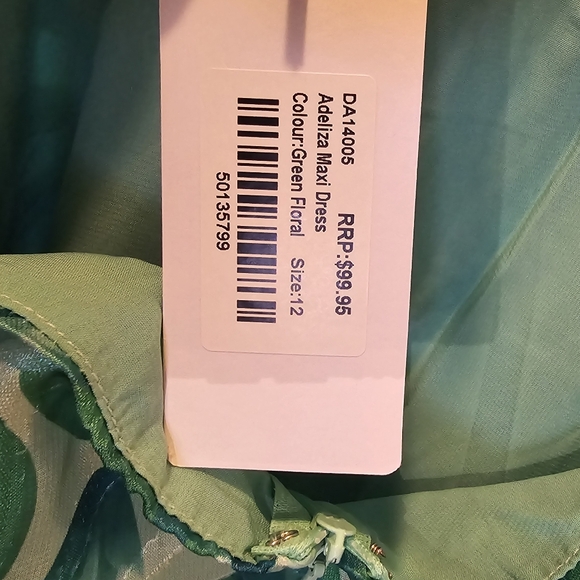 DA14005
RRP:$99.95
Adeliza Maxi Dress
Colour:Green Floral Size:12
50135799